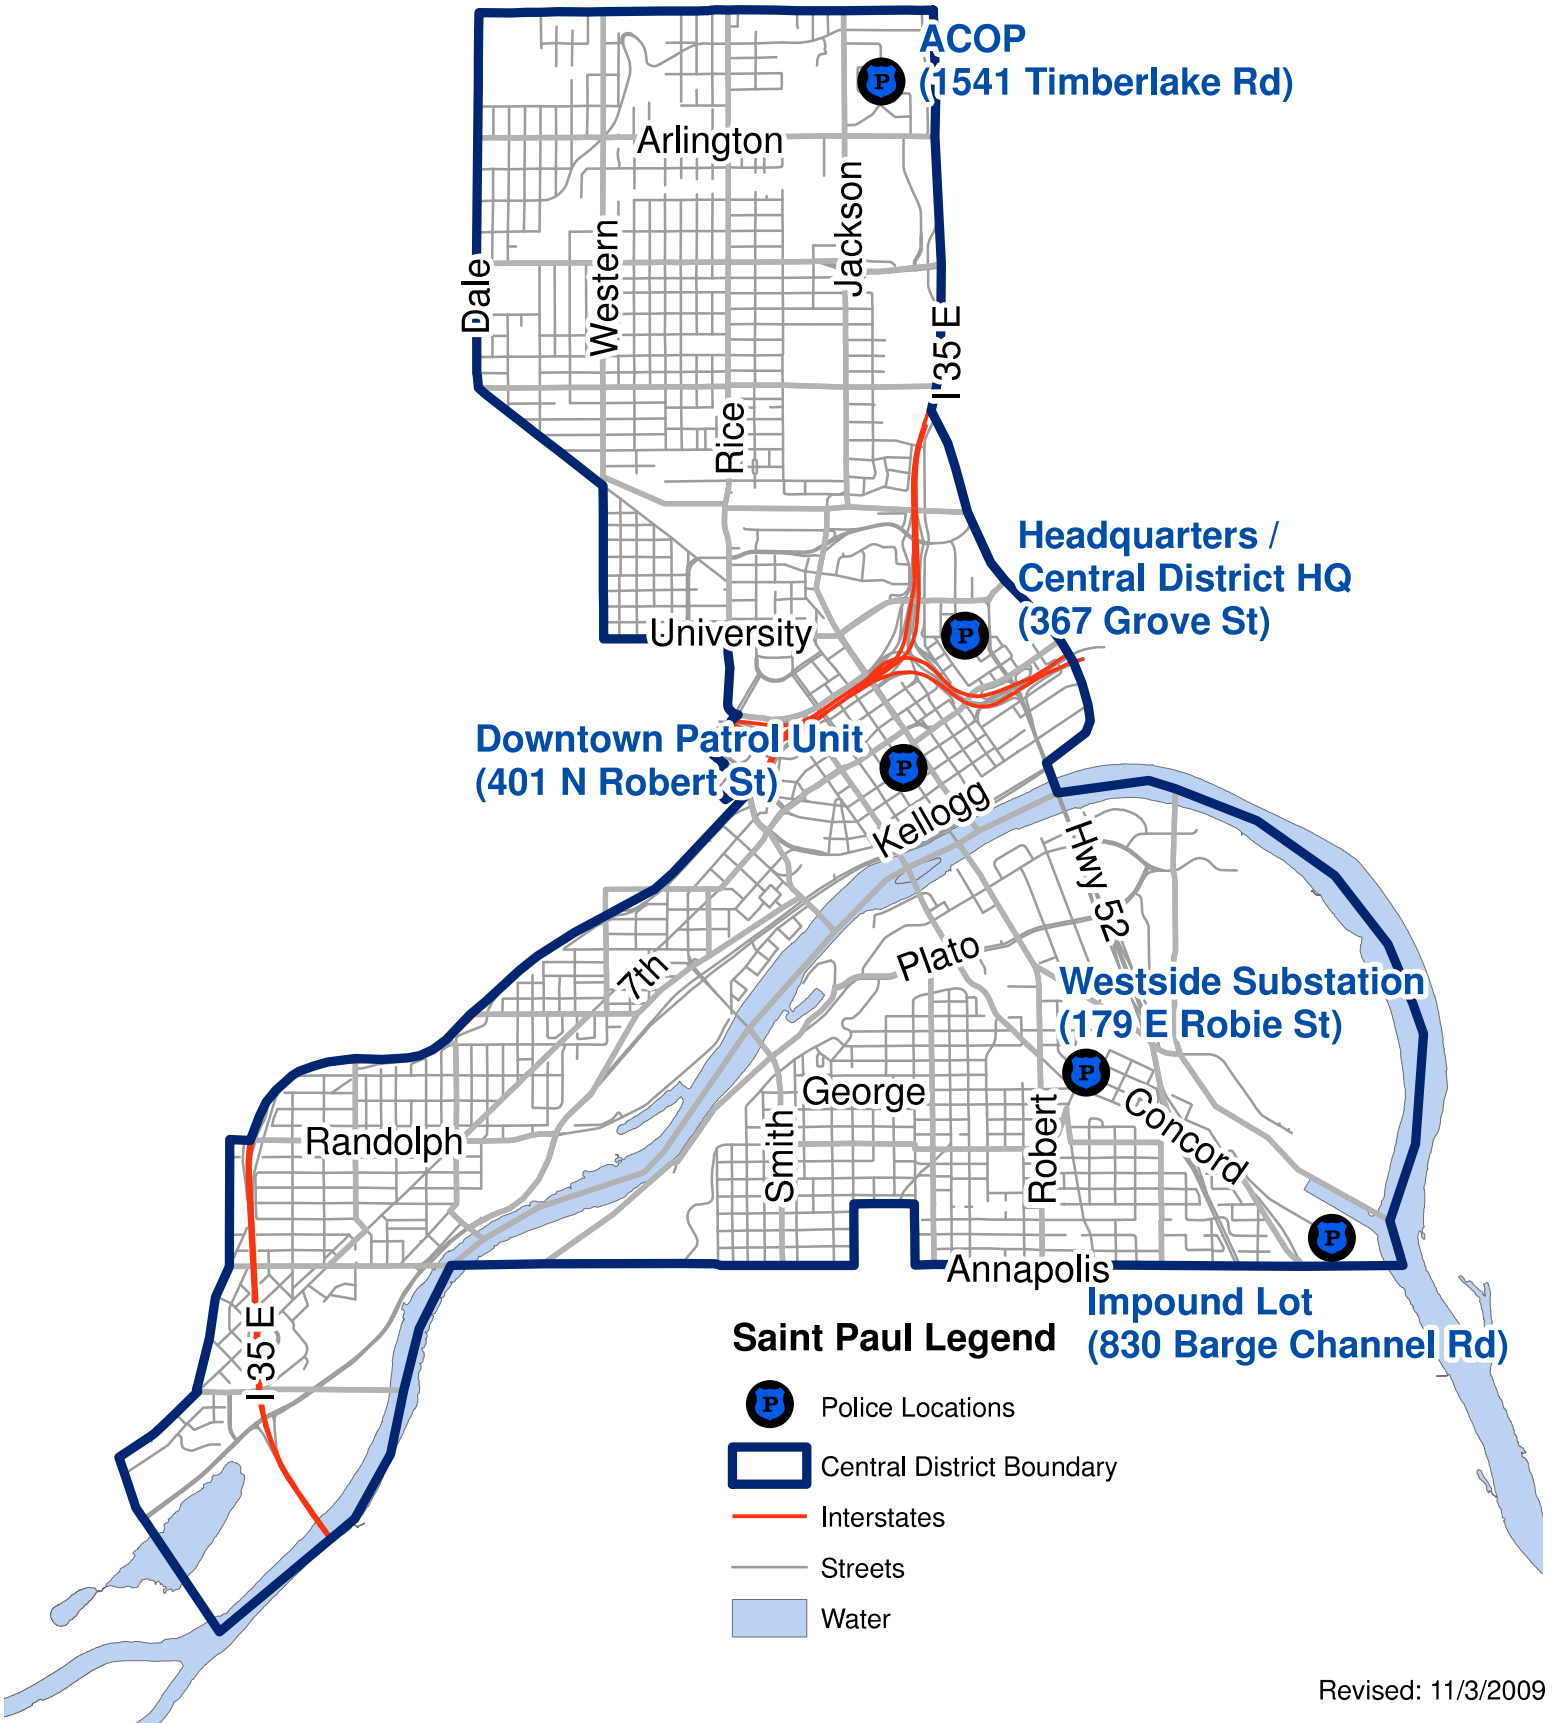 ACOP
(1541 Timberlake Rd)
P
Arlington
Jackson
Western
Dale
I 35 E
Rice
Headquarters /
Central District HQ
(367 Grove St)
P
University
Downtown Patrol Unit
(401 N Robert St)
P
Kellogg
Hwy 52
Plato
7th
Westside Substation
(179 E Robie St)
P
George
Concord
Smith
Robert
Randolph
P
Annapolis
Impound Lot
(830 Barge Channel Rd)
I 35 E
Saint Paul Legend
P
Police Locations
Central District Boundary
Interstates
Streets
Water
Revised: 11/3/2009